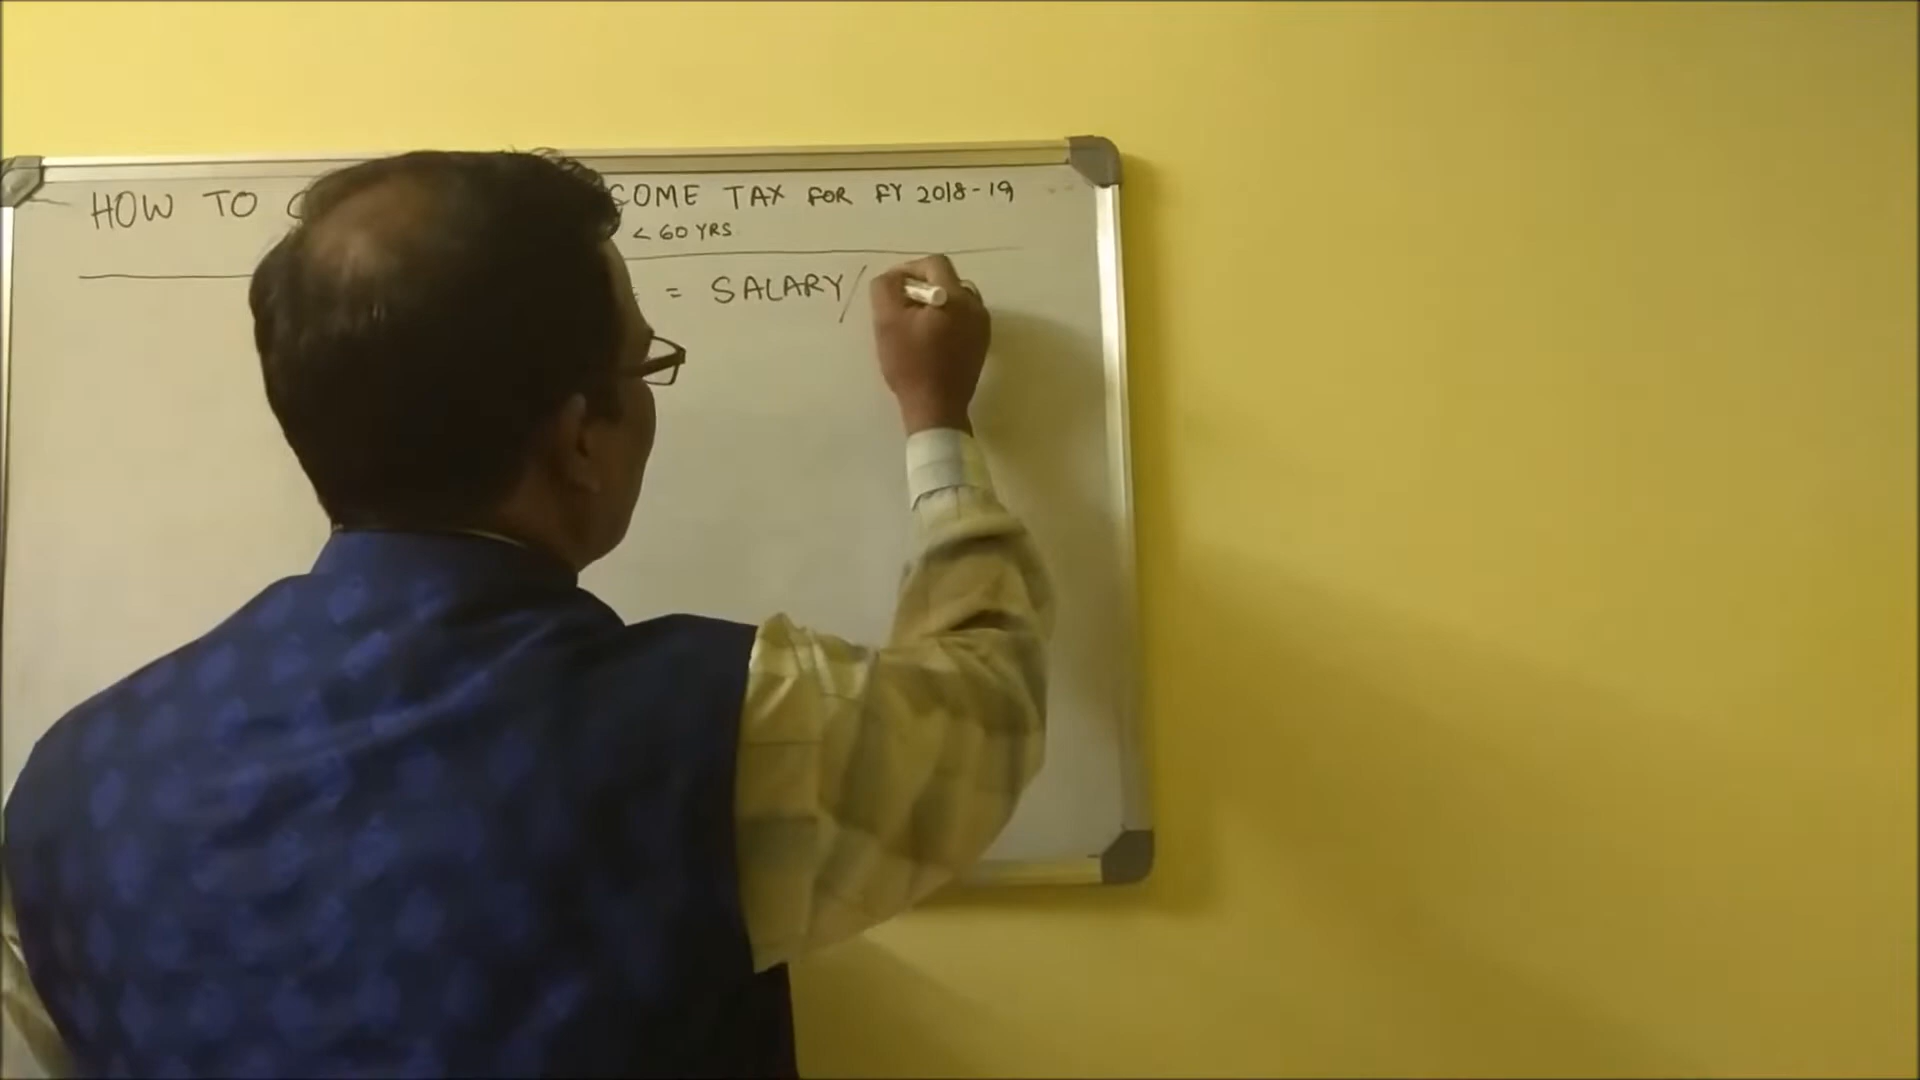 HOW TO COME TAX FOR FY 2018-19
< 60 YRS
= SALARY/